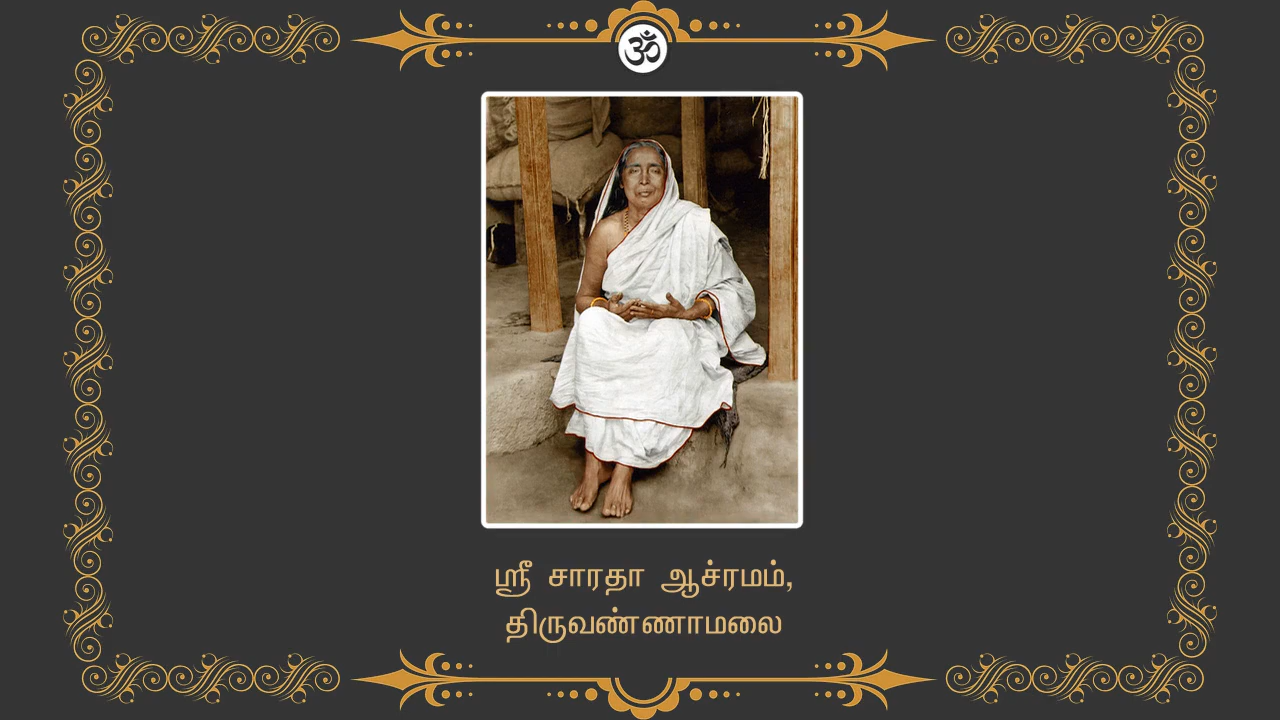 ॐ
ஸ்ரீ சாரதா ஆச்ரமம்,
திருவண்ணாமலை